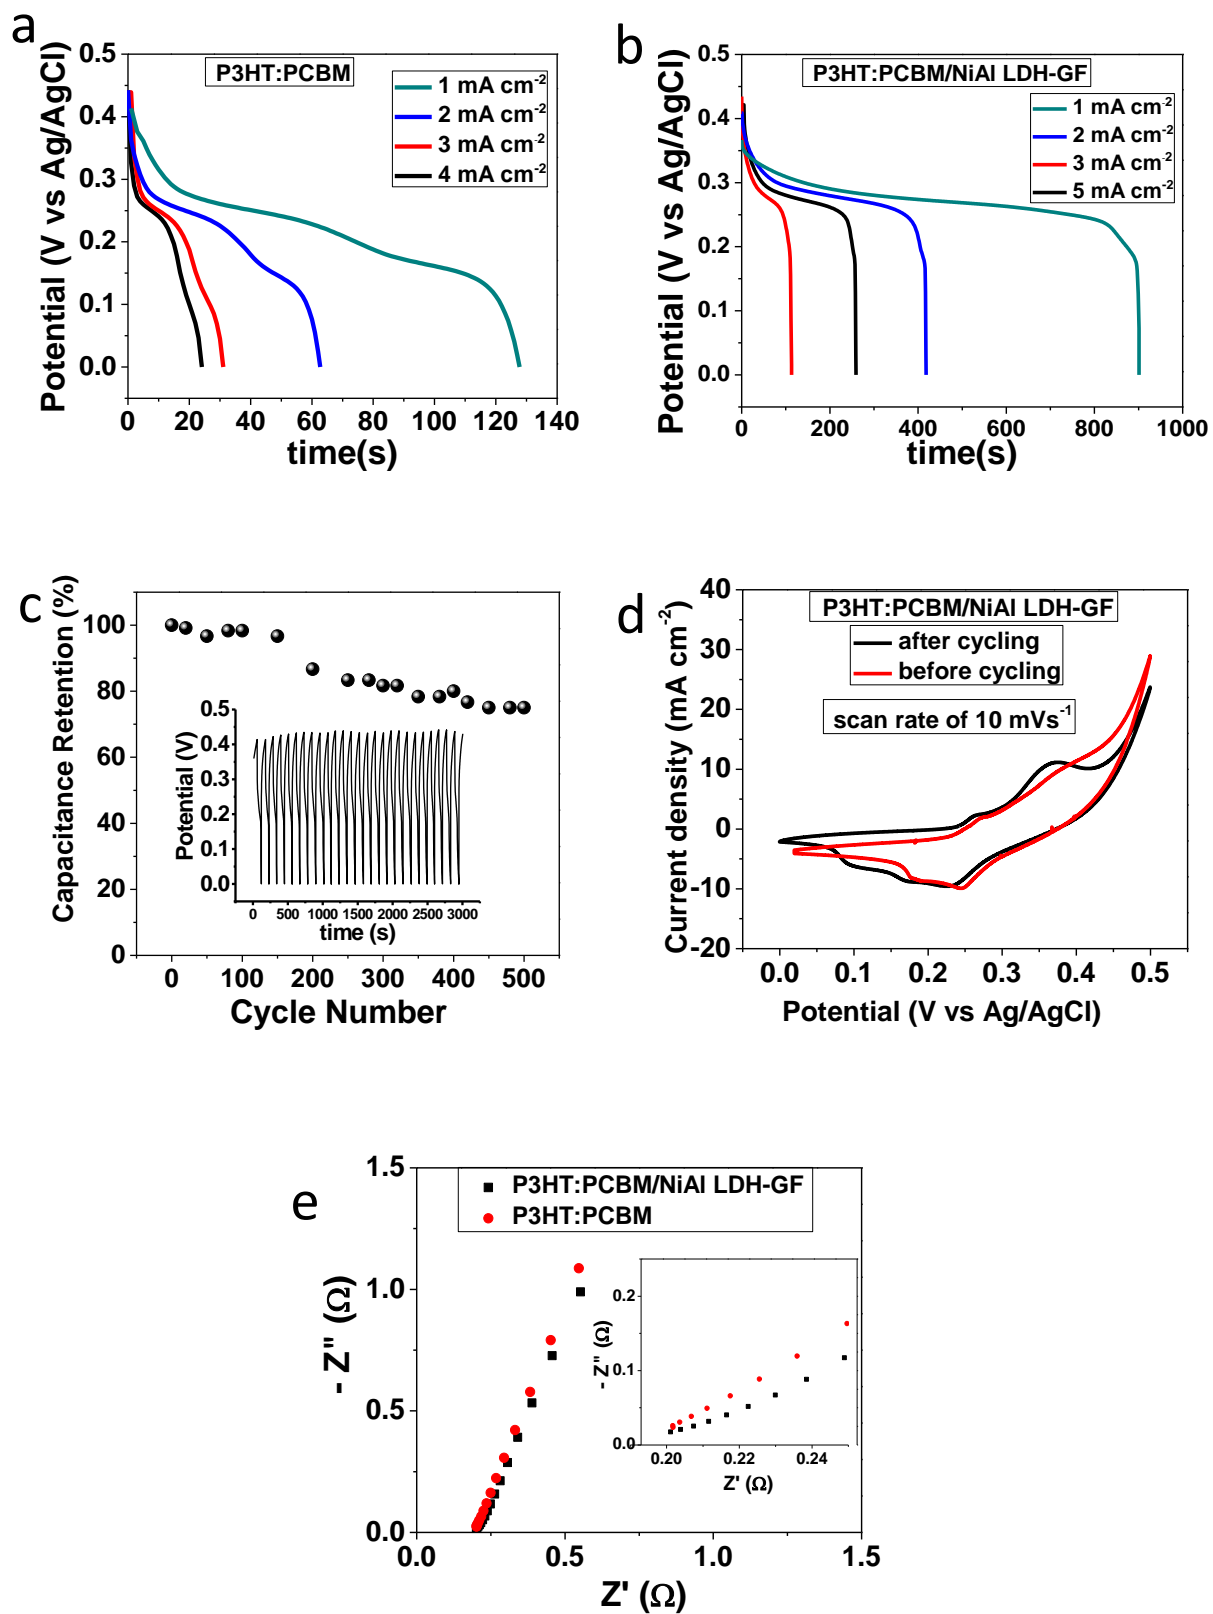 a
P3HT:PCBM
1 mA cm-2
2 mA cm-2
3 mA cm-2
4 mA cm-2
Potential (V vs Ag/AgCl)
0.5
0.4
0.3
0.2
0.1
0.0
0 20 40 60 80 100 120 140
time(s)
b
P3HT:PCBM/NiAl LDH-GF
1 mA cm-2
2 mA cm-2
3 mA cm-2
5 mA cm-2
Potential (V vs Ag/AgCl)
0.5
0.4
0.3
0.2
0.1
0.0
0 200 400 600 800 1000
time(s)
c
Capacitance Retention (%)
100
80
60
40
20
0
0 100 200 300 400 500
Cycle Number
Potential (V)
0.5
0.4
0.3
0.2
0.1
0.0
0 500 1000 1500 2000 2500 3000
time (s)
d
P3HT:PCBM/NiAl LDH-GF
after cycling
before cycling
scan rate of 10 mVs-1
Current density (mA cm-2)
40
30
20
10
0
-10
-20
0.0 0.1 0.2 0.3 0.4 0.5
Potential (V vs Ag/AgCl)
e
P3HT:PCBM/NiAl LDH-GF
P3HT:PCBM
- Z" (Ω)
1.5
1.0
0.5
0.0
0.0 0.5 1.0 1.5
Z' (Ω)
- Z" (Ω)
0.2
0.1
0.0
0.20 0.22 0.24
Z' (Ω)